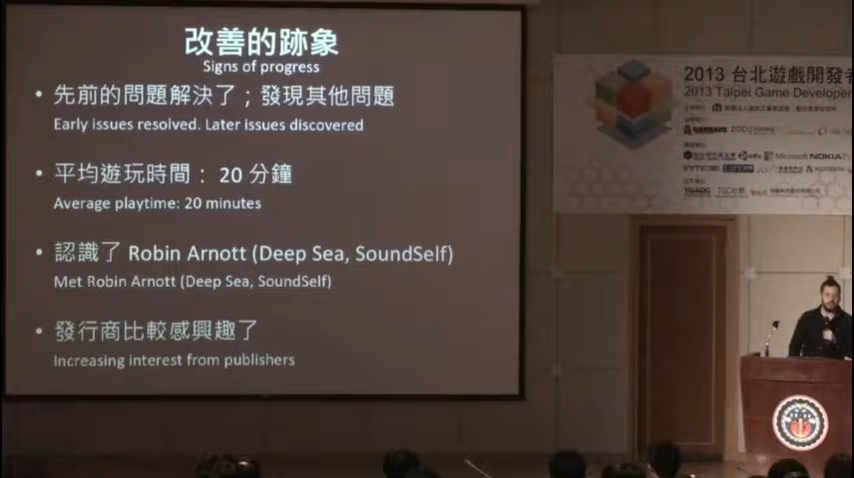 改善的跡象
Signs of progress
• 先前的問題解決了；發現其他問題
Early issues resolved. Later issues discovered
• 平均遊玩時間： 20 分鐘
Average playtime: 20 minutes
• 認識了 Robin Arnott (Deep Sea, SoundSelf)
Met Robin Arnott (Deep Sea, SoundSelf)
• 發行商比較感興趣了
Increasing interest from publishers
2013 台北遊戲開發者
2013 Taipei Game Developer
unity Microsoft NOKIA